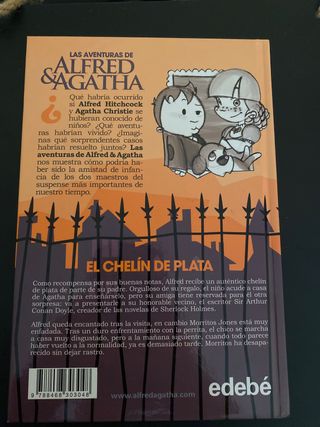 LAS AVENTURAS DE
ALFRED
&AGATHA
¿Qué habría ocurrido
si Alfred Hitchcock
y Agatha Christie se
hubieran conocido de
niños? ¿Qué aven-
turas habrían vivido? ¿Imagi-
nas qué sorprendentes casos
habrían resuelto juntos? Las
aventuras de Alfred & Agatha
nos muestra cómo podría ha-
ber sido la amistad de infan-
cia de los dos maestros del
suspense más importantes de
nuestro tiempo.
EL CHELÍN DE PLATA
Como recompensa por sus buenas notas, Alfred recibe un auténtico chelín
de plata de parte de su padre. Orgulloso de su regalo, el niño acude a casa
de Agatha para enseñárselo, pero su amiga tiene reservada para él otra
sorpresa: va a presentarle a su honorable vecino, el escritor Sir Arthur
Conan Doyle, creador de las novelas de Sherlock Holmes.
Alfred queda encantado tras la visita, en cambio Morritos Jones está muy
enfadada. Tras un duro enfrentamiento con la perrita, el chico se marcha
a casa muy disgustado, pero a la mañana siguiente, cuando todo parece
haber vuelto a la normalidad, ya es demasiado tarde. Morritos ha desapa-
recido sin dejar rastro.
9 788468 303048
www.alfredagatha.com
edebé